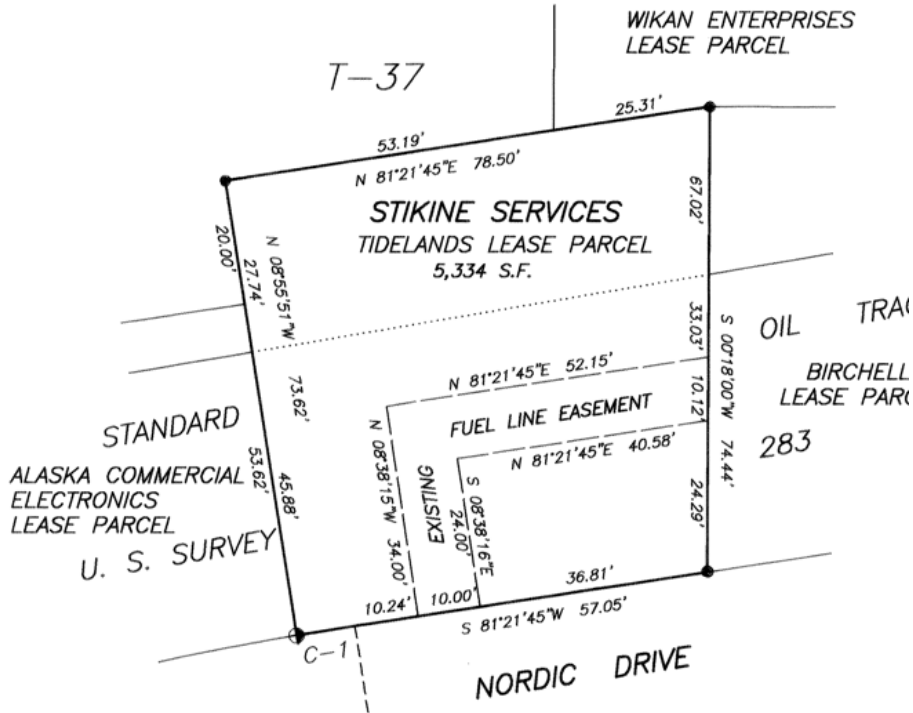 WIKAN ENTERPRISES
LEASE PARCEL
T-37
25.31'
53.19'
N 81°21'45"E 78.50'
STIKINE SERVICES
TIDELANDS LEASE PARCEL
5,334 S.F.
67.02'
20.00'
27.74'
N 08°55'51"W
73.62'
33.03'
S 00°18'00"W 74.44'
OIL TRAC
BIRCHELL
LEASE PARC
283
N 81°21'45"E 52.15'
10.12'
FUEL LINE EASEMENT
N 81°21'45"E 40.58'
STANDARD
ALASKA COMMERCIAL
ELECTRONICS
LEASE PARCEL
U. S. SURVEY
53.62'
45.88'
N 08°38'15"W 34.00'
EXISTING
S 08°38'16"E
24.00'
24.29'
36.81'
10.24'
10.00'
S 81°21'45"W 57.05'
C-1
NORDIC DRIVE